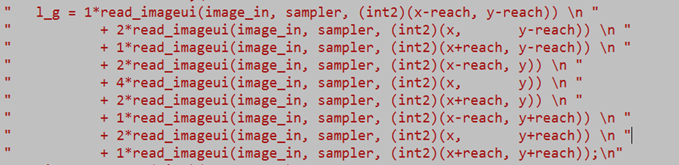 "   l_g = 1*read_imageui(image_in, sampler, (int2)(x-reach, y-reach)) \n "
"         + 2*read_imageui(image_in, sampler, (int2)(x,       y-reach)) \n "
"         + 1*read_imageui(image_in, sampler, (int2)(x+reach, y-reach)) \n "
"         + 2*read_imageui(image_in, sampler, (int2)(x-reach, y)) \n "
"         + 4*read_imageui(image_in, sampler, (int2)(x,       y)) \n "
"         + 2*read_imageui(image_in, sampler, (int2)(x+reach, y)) \n "
"         + 1*read_imageui(image_in, sampler, (int2)(x-reach, y+reach)) \n "
"         + 2*read_imageui(image_in, sampler, (int2)(x,       y+reach)) \n "
"         + 1*read_imageui(image_in, sampler, (int2)(x+reach, y+reach));\n"